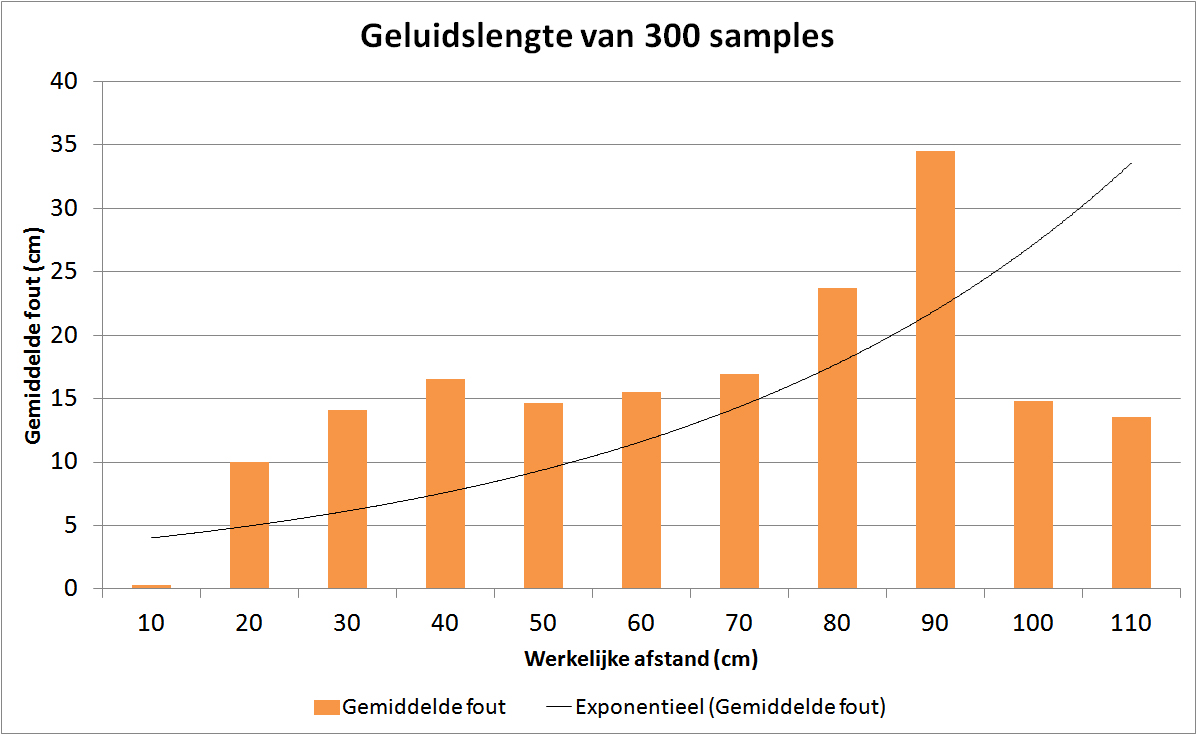 Geluidslengte van 300 samples
40
35
30
25
20
15
10
5
0
Gemiddelde fout (cm)
10 20 30 40 50 60 70 80 90 100 110
Werkelijke afstand (cm)
Gemiddelde fout Exponentieel (Gemiddelde fout)